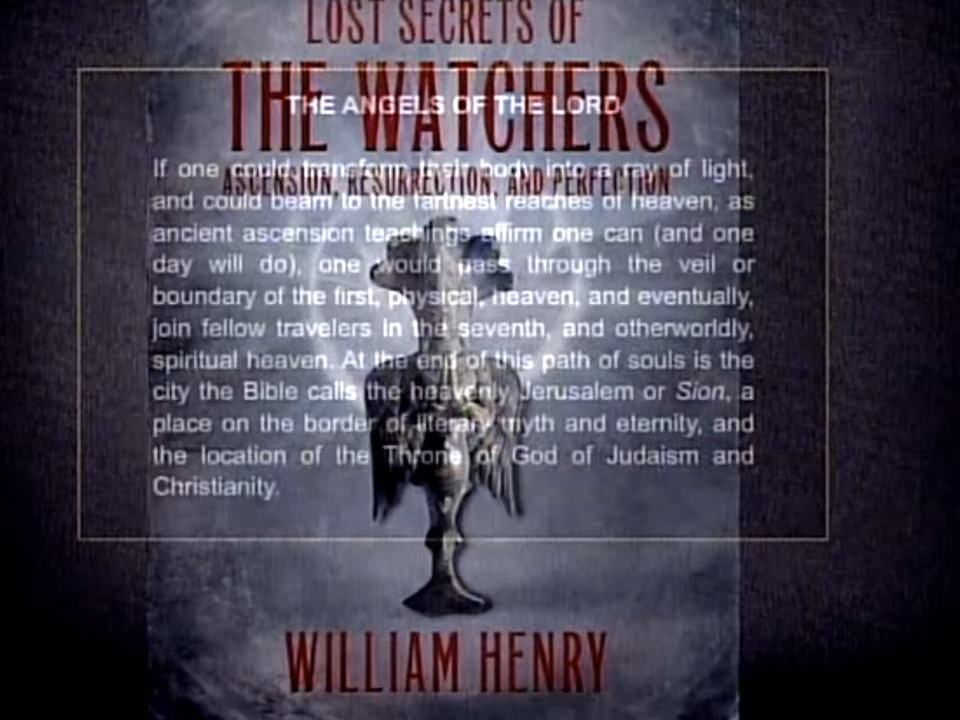 LOST SECRETS OF
THE WATCHERS
THE ANGELS OF THE LORD
ASCENSION, RESURRECTION, AND PERFECTION
If one could transform their body into a ray of light,
and could beam to the farthest reaches of heaven, as
ancient ascension teachings affirm one can (and one
day will do), one would pass through the veil or
boundary of the first, physical, heaven, and eventually,
join fellow travelers in the seventh, and otherworldly,
spiritual heaven. At the end of this path of souls is the
city the Bible calls the heavenly Jerusalem or Sion, a
place on the border of literary myth and eternity, and
the location of the Throne of God of Judaism and
Christianity.
WILLIAM HENRY